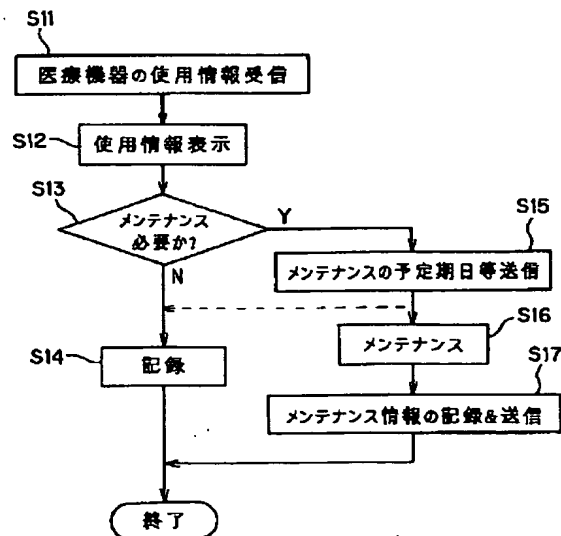 S11
医療機器の使用情報受信
S12
使用情報表示
S13
メンテナンス
必要か?
Y
N
S15
メンテナンスの予定期日等送信
S16
メンテナンス
S14
記録
S17
メンテナンス情報の記録&送信
終了